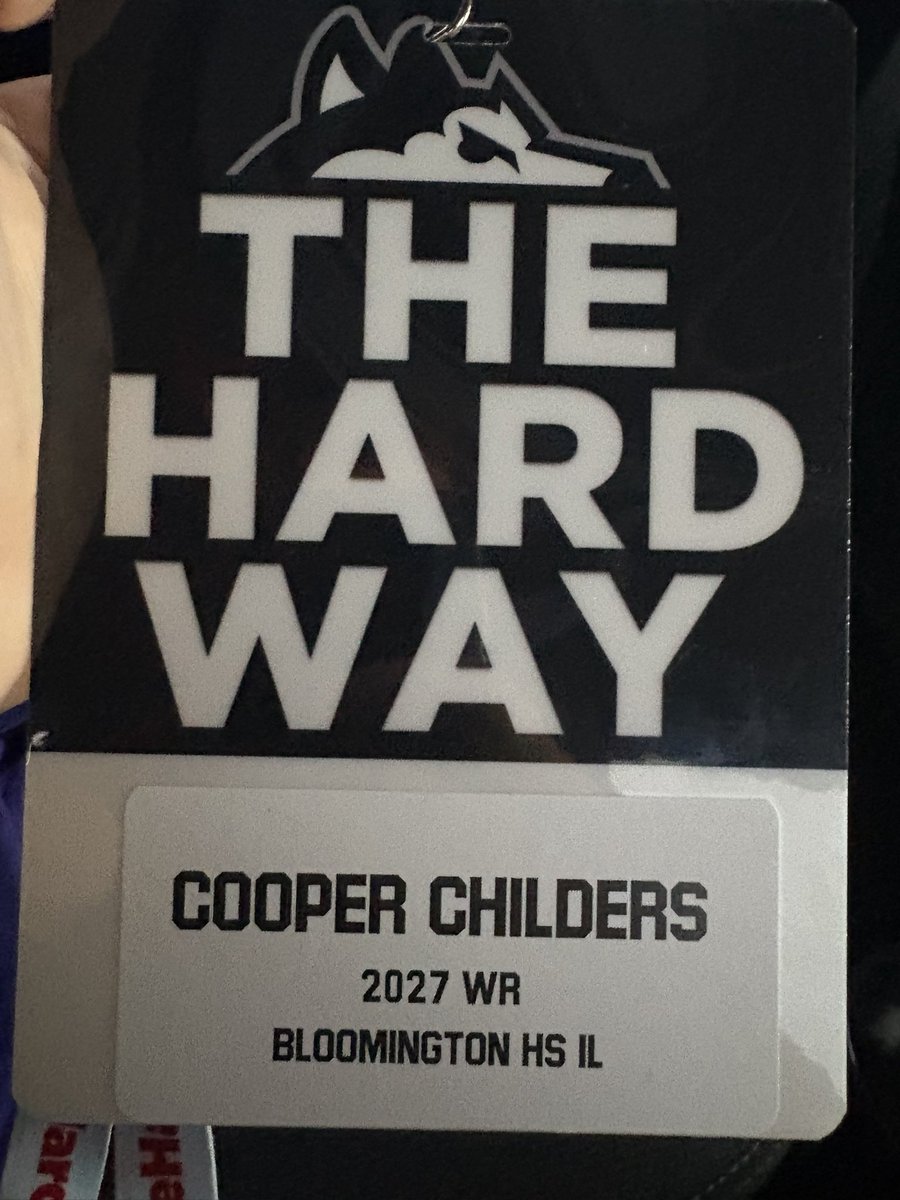 THE
HARD
WAY
COOPER CHILDERS
2027 WR
BLOOMINGTON HS IL